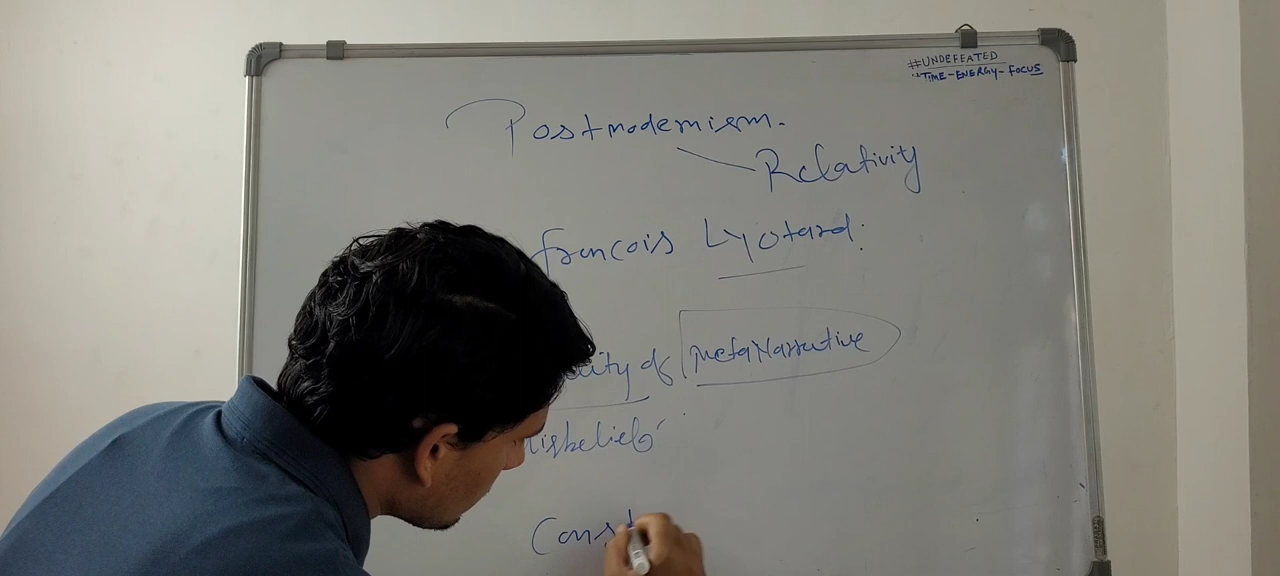 #UNDEFEATED
TIME-ENERGY-FOCUS
Postmodernism.
Relativity
francois Lyotard.
of MetaNarrative